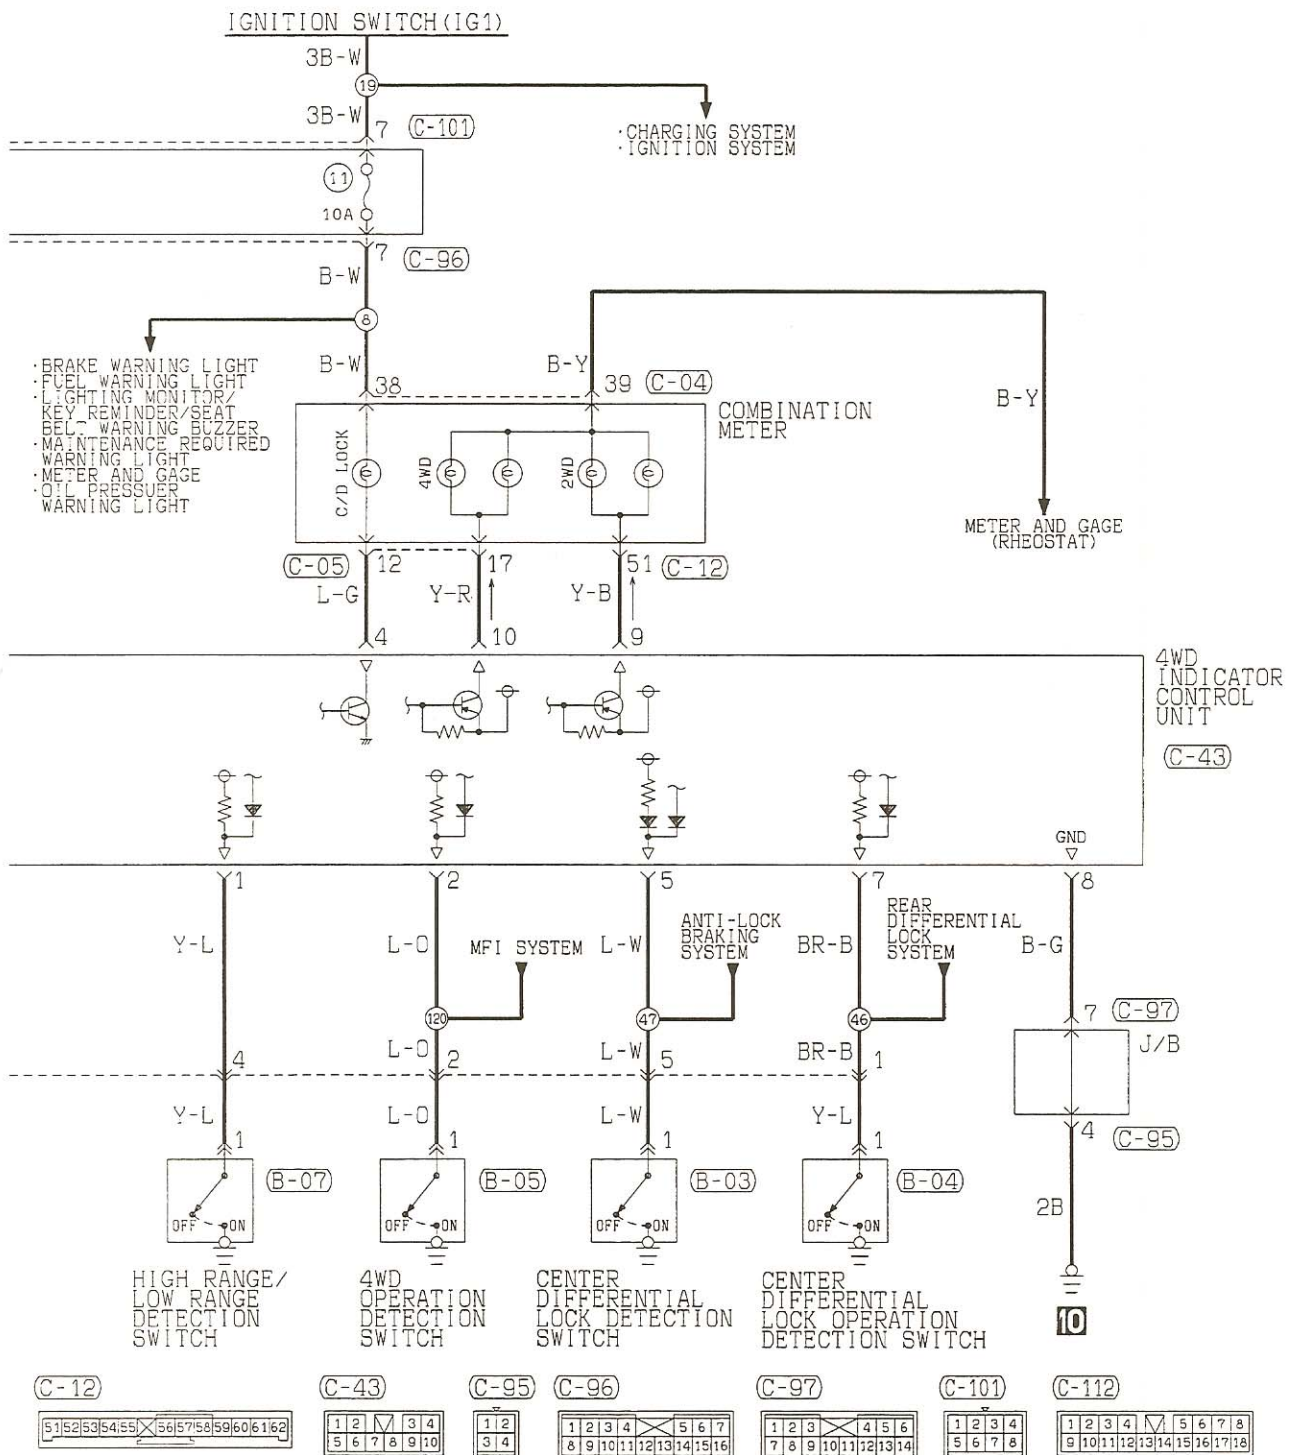 IGNITION SWITCH(IG1)
3B-W
19
3B-W
7 C-101
·CHARGING SYSTEM
·IGNITION SYSTEM
11
10A
7 C-96
B-W
8
B-W
B-Y
38
39 C-04
B-Y
·BRAKE WARNING LIGHT
·FUEL WARNING LIGHT
·LIGHTING MONITOR/
KEY REMINDER/SEAT
BELT WARNING BUZZER
·MAINTENANCE REQUIRED
WARNING LIGHT
·METER AND GAGE
·OIL PRESSUER
WARNING LIGHT
COMBINATION
METER
C/D LOCK
4WD
2WD
METER AND GAGE
(RHEOSTAT)
C-05 12 17 51 C-12
L-G Y-R Y-B
4 10 9
4WD
INDICATOR
CONTROL
UNIT
C-43
GND
1 2 5 7 8
Y-L L-O L-W BR-B B-G
MFI SYSTEM
ANTI-LOCK
BRAKING
SYSTEM
REAR
DIFFERENTIAL
LOCK
SYSTEM
120 47 46
7 C-97
J/B
L-O L-W BR-B
4 2 5 1
Y-L L-O L-W Y-L
4 C-95
1 1 1 1
B-07 B-05 B-03 B-04
2B
OFF ON OFF ON OFF ON OFF ON
HIGH RANGE/
LOW RANGE
DETECTION
SWITCH
4WD
OPERATION
DETECTION
SWITCH
CENTER
DIFFERENTIAL
LOCK DETECTION
SWITCH
CENTER
DIFFERENTIAL
LOCK OPERATION
DETECTION SWITCH
10
C-12 C-43 C-95 C-96 C-97 C-101 C-112
51 52 53 54 55 56 57 58 59 60 61 62
1 2 3 4
5 6 7 8 9 10
1 2
3 4
1 2 3 4 5 6 7
8 9 10 11 12 13 14 15 16
1 2 3 4 5 6
7 8 9 10 11 12 13 14
1 2 3 4
5 6 7 8
1 2 3 4 5 6 7 8
9 10 11 12 13 14 15 16 17 18